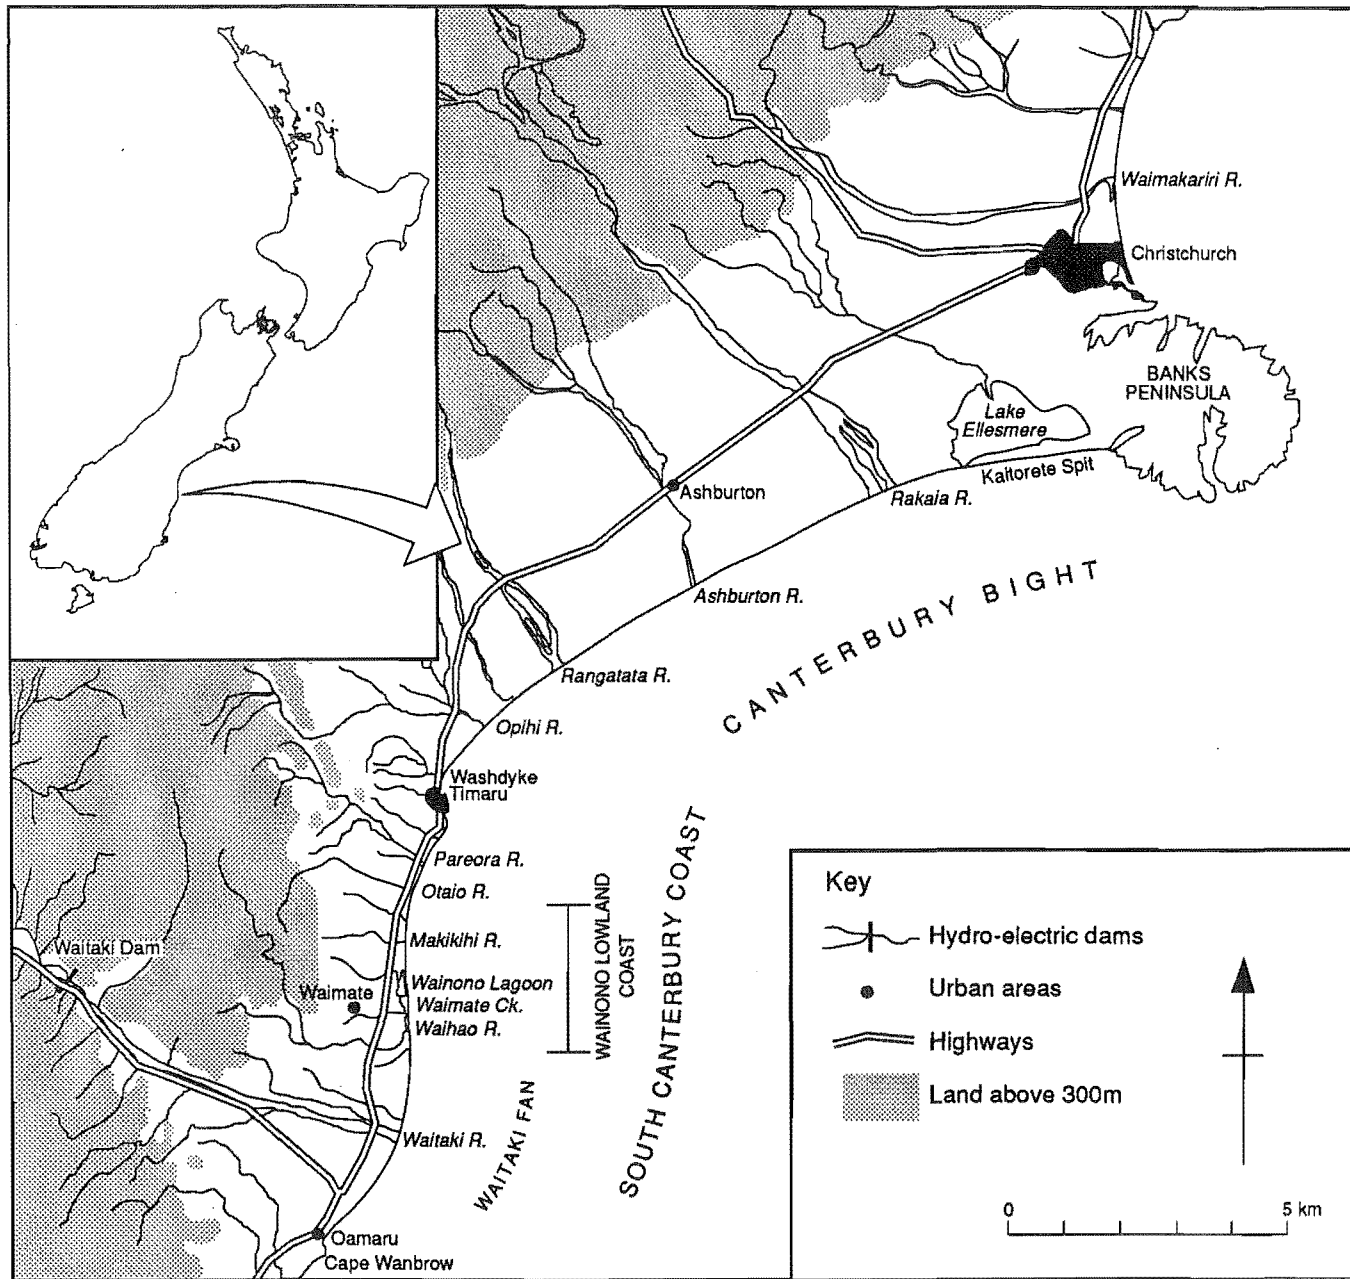 Waimakariri R.
Christchurch
BANKS
PENINSULA
Lake
Ellesmere
Kaitorete Spit
Rakaia R.
Ashburton
Ashburton R.
CANTERBURY BIGHT
Rangatata R.
Opihi R.
Washdyke
Timaru
Pareora R.
Otaio R.
Makikihi R.
Wainono Lagoon
Waimate Ck.
Waihao R.
Waimate
Waitaki Dam
WAINONO LOWLAND
COAST
SOUTH CANTERBURY COAST
WAITAKI FAN
Waitaki R.
Oamaru
Cape Wanbrow
Key
Hydro-electric dams
Urban areas
Highways
Land above 300m
0 5 km